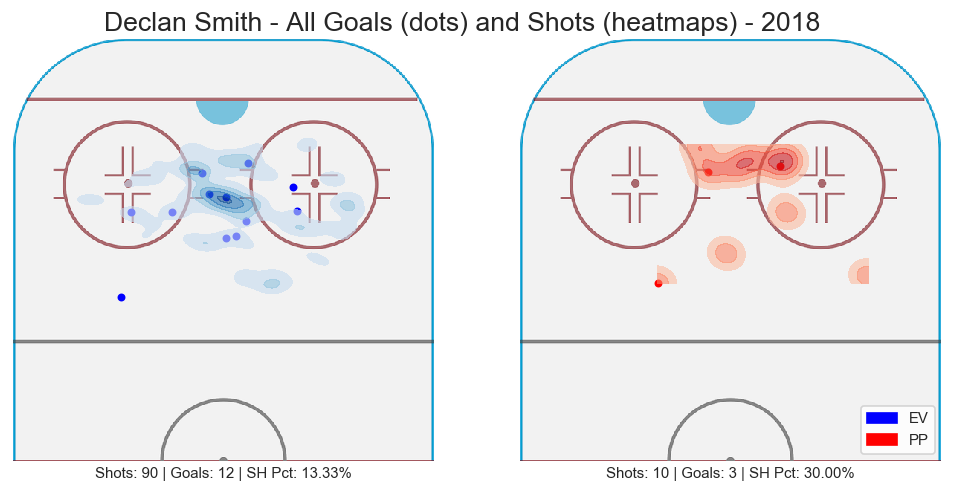 Declan Smith - All Goals (dots) and Shots (heatmaps) - 2018
EV
PP
Shots: 90 | Goals: 12 | SH Pct: 13.33%
Shots: 10 | Goals: 3 | SH Pct: 30.00%